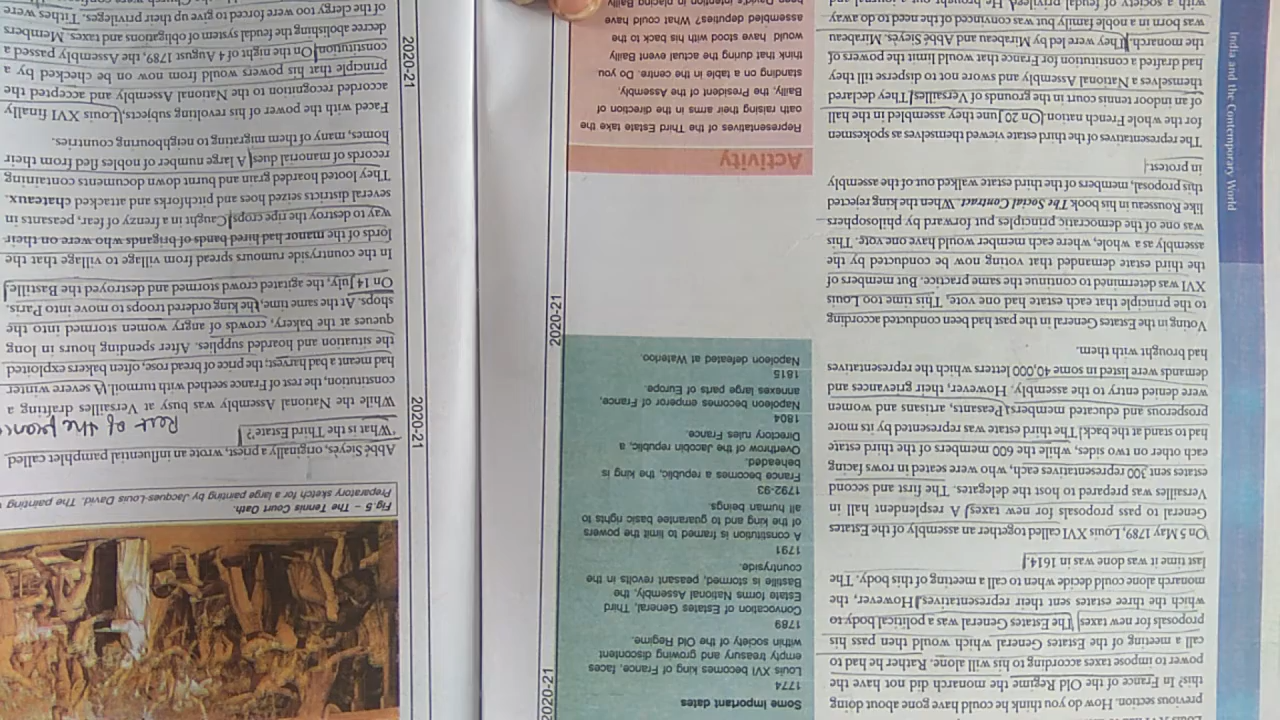 India and the Contemporary World
previous section. How do you think he could have gone about doing
this? In France of the Old Regime the monarch did not have the
power to impose taxes according to his will alone. Rather he had to
call a meeting of the Estates General which would then pass his
proposals for new taxes. The Estates General was a political body to
which the three estates sent their representatives. However, the
monarch alone could decide when to call a meeting of this body. The
last time it was done was in 1614.
On 5 May 1789, Louis XVI called together an assembly of the Estates
General to pass proposals for new taxes. A resplendent hall in
Versailles was prepared to host the delegates. The first and second
estates sent 300 representatives each, who were seated in rows facing
each other on two sides, while the 600 members of the third estate
had to stand at the back. The third estate was represented by its more
prosperous and educated members. Peasants, artisans and women
were denied entry to the assembly. However, their grievances and
demands were listed in some 40,000 letters which the representatives
had brought with them.
Voting in the Estates General in the past had been conducted according
to the principle that each estate had one vote. This time too Louis
XVI was determined to continue the same practice. But members of
the third estate demanded that voting now be conducted by the
assembly as a whole, where each member would have one vote. This
was one of the democratic principles put forward by philosophers
like Rousseau in his book The Social Contract. When the king rejected
this proposal, members of the third estate walked out of the assembly
in protest.
The representatives of the third estate viewed themselves as spokesmen
for the whole French nation. On 20 June they assembled in the hall
of an indoor tennis court in the grounds of Versailles. They declared
themselves a National Assembly and swore not to disperse till they
had drafted a constitution for France that would limit the powers of
the monarch. They were led by Mirabeau and Abbé Sieyès. Mirabeau
was born in a noble family but was convinced of the need to do away
with a society of feudal privilege. He brought out a journal and
Some important dates
1774
Louis XVI becomes king of France, faces
empty treasury and growing discontent
within society of the Old Regime.
1789
Convocation of Estates General, Third
Estate forms National Assembly, the
Bastille is stormed, peasant revolts in the
countryside.
1791
A constitution is framed to limit the powers
of the king and to guarantee basic rights to
all human beings.
1792-93
France becomes a republic, the king is
beheaded.
Overthrow of the Jacobin republic, a
Directory rules France.
1804
Napoleon becomes emperor of France,
annexes large parts of Europe.
1815
Napoleon defeated at Waterloo.
Activity
Representatives of the Third Estate take the
oath raising their arms in the direction of
Bailly, the President of the Assembly,
standing on a table in the centre. Do you
think that during the actual event Bailly
would have stood with his back to the
assembled deputies? What could have
been David's intention in placing Bailly
2020-21
2020-21
Fig.5 – The Tennis Court Oath.
Preparatory sketch for a large painting by Jacques-Louis David. The painting
Abbé Sieyès, originally a priest, wrote an influential pamphlet called
'What is the Third Estate'?
Rest of the france
While the National Assembly was busy at Versailles drafting a
constitution, the rest of France seethed with turmoil. A severe winter
had meant a bad harvest; the price of bread rose, often bakers exploited
the situation and hoarded supplies. After spending hours in long
queues at the bakery, crowds of angry women stormed into the
shops. At the same time, the king ordered troops to move into Paris.
On 14 July, the agitated crowd stormed and destroyed the Bastille.
In the countryside rumours spread from village to village that the
lords of the manor had hired bands of brigands who were on their
way to destroy the ripe crops. Caught in a frenzy of fear, peasants in
several districts seized hoes and pitchforks and attacked chateaux.
They looted hoarded grain and burnt down documents containing
records of manorial dues. A large number of nobles fled from their
homes, many of them migrating to neighbouring countries.
Faced with the power of his revolting subjects, Louis XVI finally
accorded recognition to the National Assembly and accepted the
principle that his powers would from now on be checked by a
constitution. On the night of 4 August 1789, the Assembly passed a
decree abolishing the feudal system of obligations and taxes. Members
of the clergy too were forced to give up their privileges. Tithes were
2020-21
2020-21